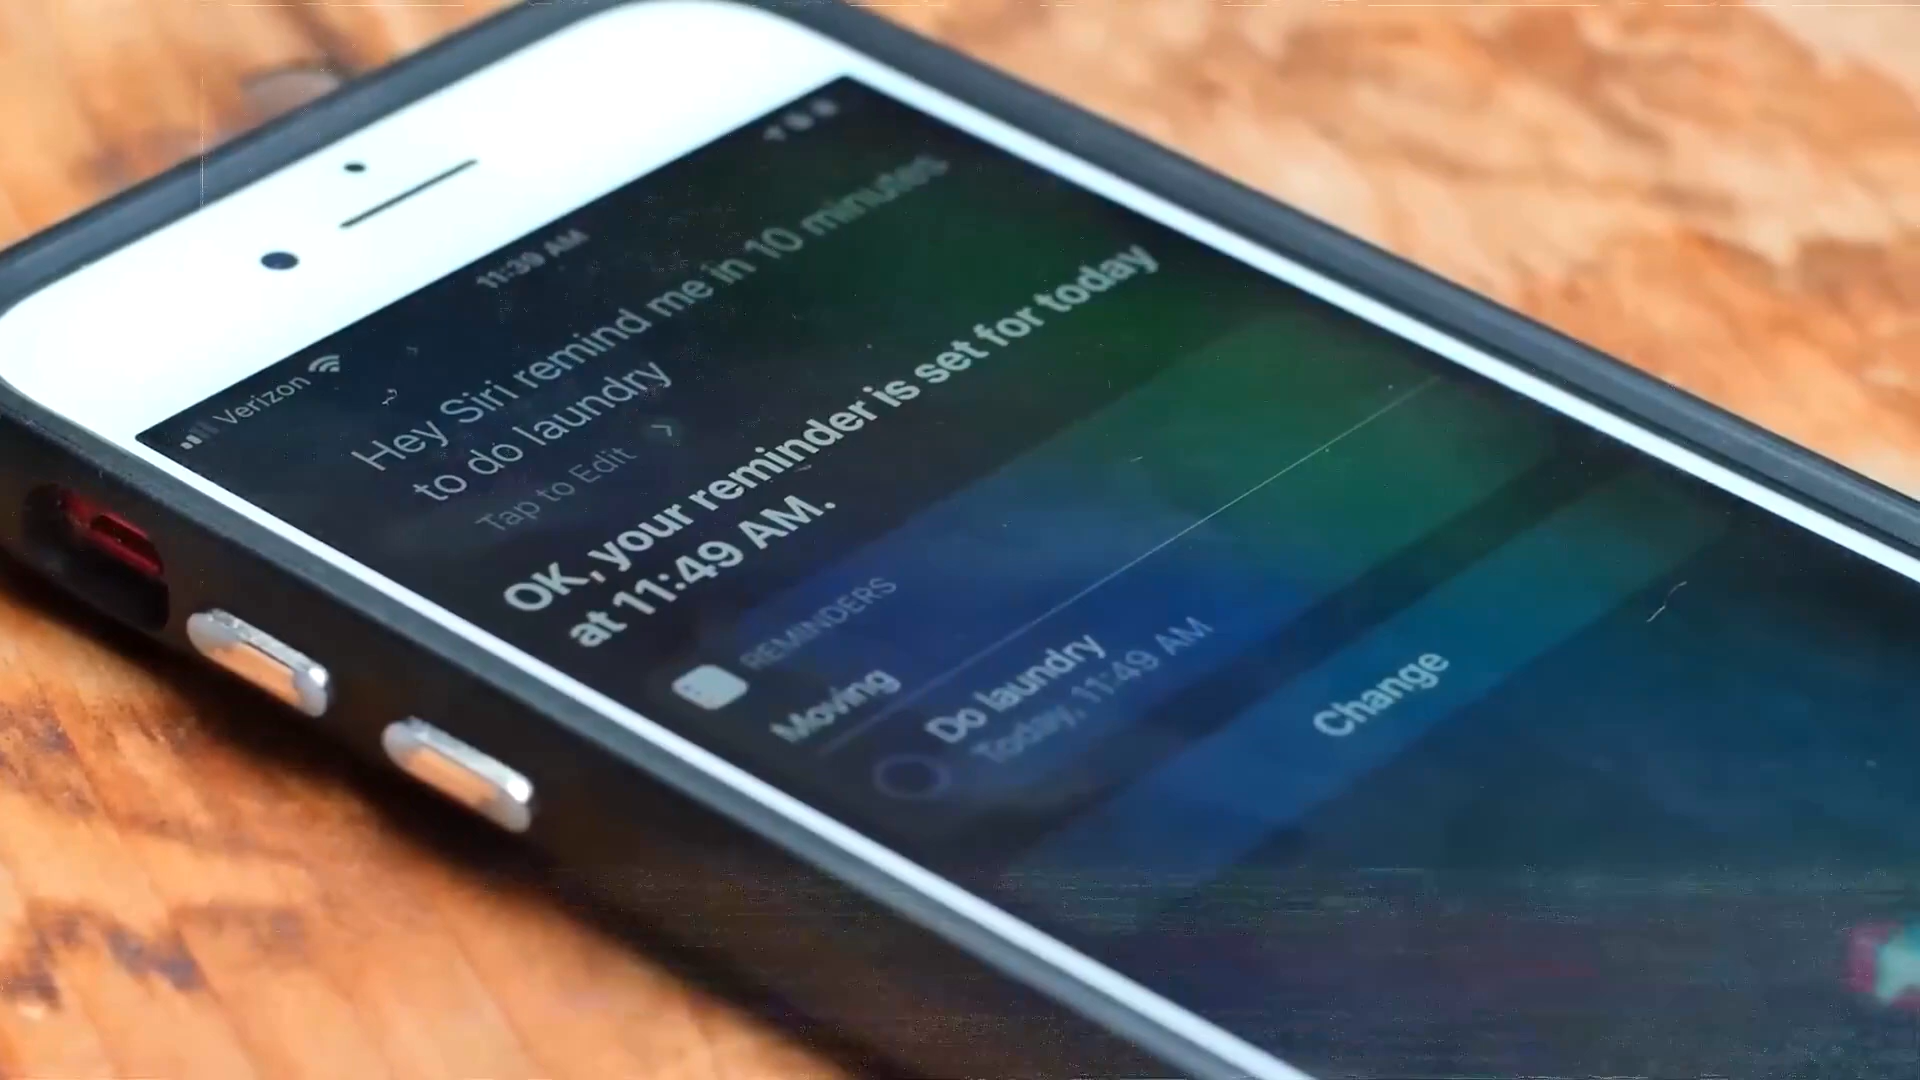 Verizon 11:39 AM
Hey Siri remind me in 10 minutes
to do laundry
Tap to Edit
OK, your reminder is set for today
at 11:49 AM.
REMINDERS
Moving
Do laundry
Today, 11:49 AM
Change